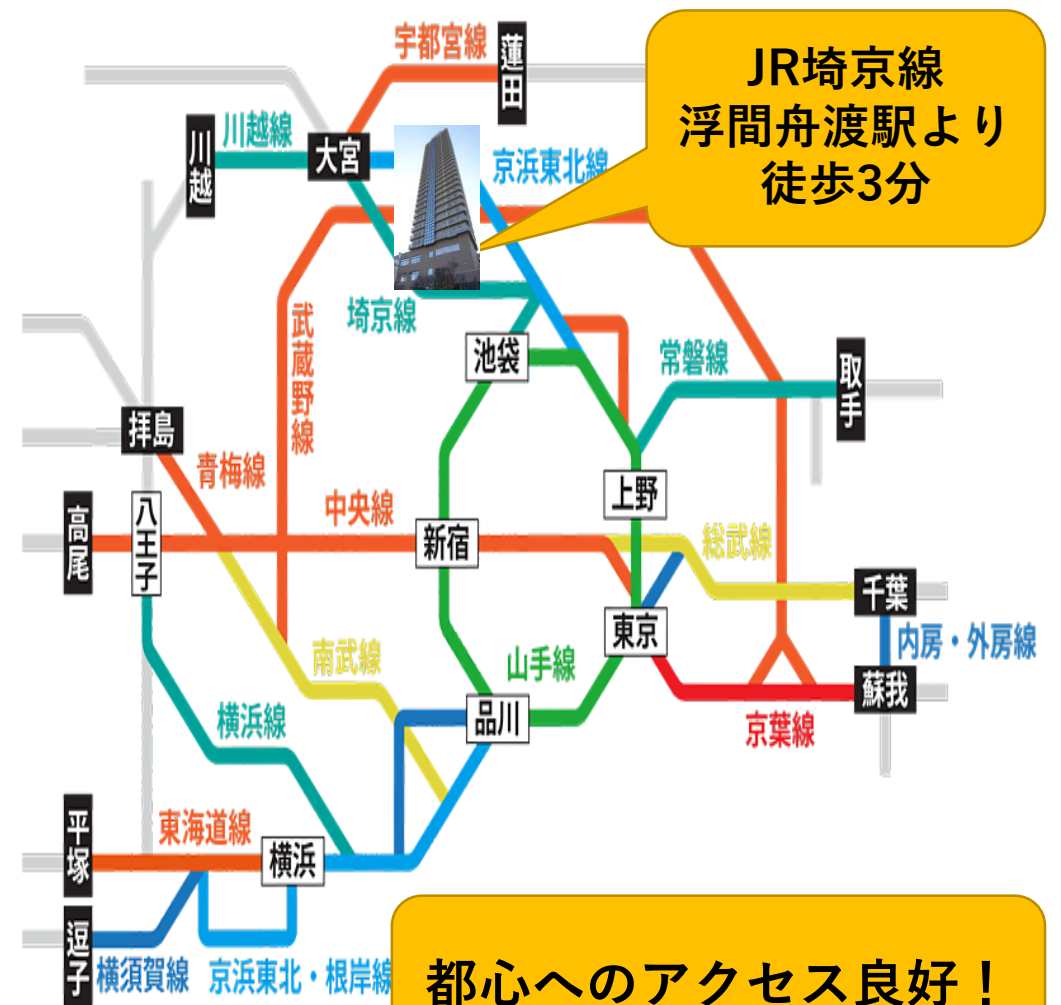 宇都宮線
蓮田
JR埼京線
浮間舟渡駅より
徒歩3分
川越線
川越
大宮
京浜東北線
埼京線
武蔵野線
池袋
常磐線
取手
拝島
青梅線
上野
高尾
八王子
中央線
新宿
総武線
千葉
東京
内房・外房線
南武線
山手線
蘇我
横浜線
品川
京葉線
平塚
東海道線
横浜
逗子
横須賀線
京浜東北・根岸線
都心へのアクセス良好！